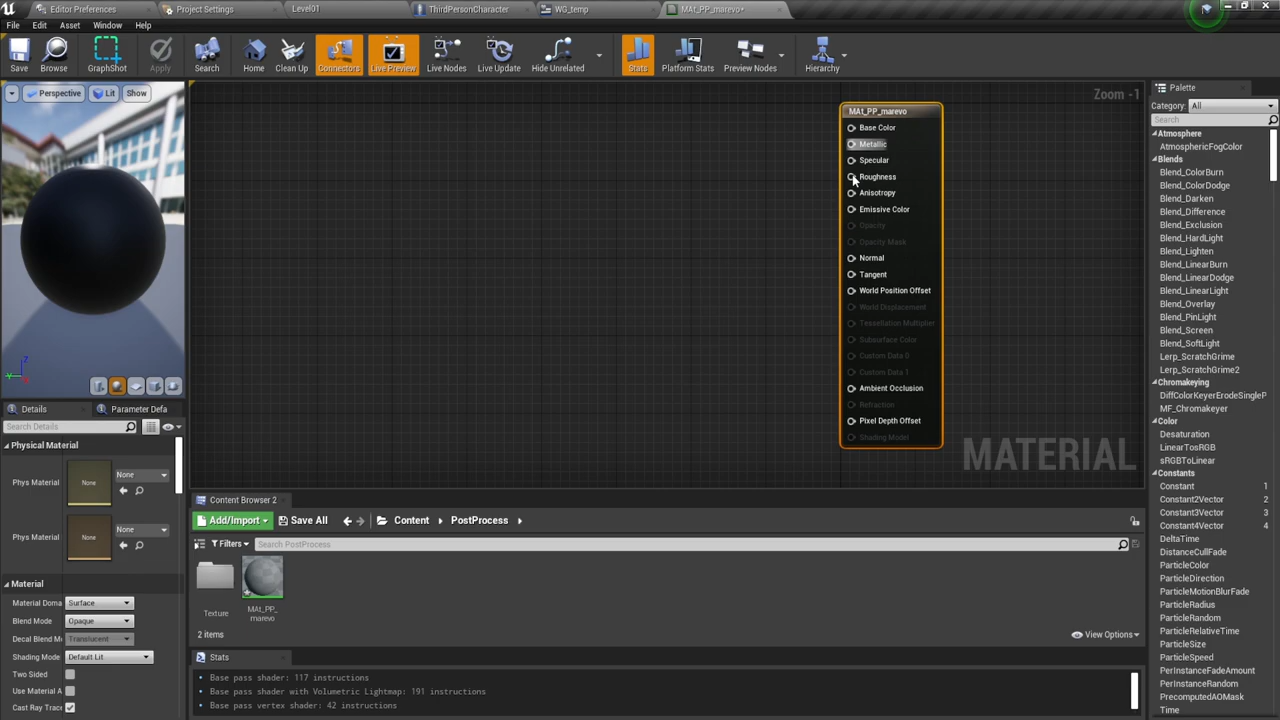 Editor Preferences
Project Settings
Level01
ThirdPersonCharacter
WG_temp
MAt_PP_marevo*
File Edit Asset Window Help
Save
Browse
GraphShot
Apply
Search
Home
Clean Up
Connectors
Live Preview
Live Nodes
Live Update
Hide Unrelated
Stats
Platform Stats
Preview Nodes
Hierarchy
Perspective
Lit
Show
Zoom -1
MAt_PP_marevo
Base Color
Metallic
Specular
Roughness
Anisotropy
Emissive Color
Opacity
Opacity Mask
Normal
Tangent
World Position Offset
World Displacement
Tessellation Multiplier
Subsurface Color
Custom Data 0
Custom Data 1
Ambient Occlusion
Refraction
Pixel Depth Offset
Shading Model
MATERIAL
Palette
Category: All
Search
Atmosphere
AtmosphericFogColor
Blends
Blend_ColorBurn
Blend_ColorDodge
Blend_Darken
Blend_Difference
Blend_Exclusion
Blend_HardLight
Blend_Lighten
Blend_LinearBurn
Blend_LinearDodge
Blend_LinearLight
Blend_Overlay
Blend_PinLight
Blend_Screen
Blend_SoftLight
Lerp_ScratchGrime
Lerp_ScratchGrime2
Chromakeying
DiffColorKeyerErodeSingleP
MF_Chromakeyer
Color
Desaturation
LinearTosRGB
sRGBToLinear
Constants
Constant 1
Constant2Vector 2
Constant3Vector 3
Constant4Vector 4
DeltaTime
DistanceCullFade
ParticleColor
ParticleDirection
ParticleMotionBlurFade
ParticleRadius
ParticleRandom
ParticleRelativeTime
ParticleSize
ParticleSpeed
PerInstanceFadeAmount
PerInstanceRandom
PrecomputedAOMask
Time
Details
Parameter Defa
Search Details
Physical Material
Phys Material
None
None
Phys Material
None
None
Material
Material Doma
Surface
Blend Mode
Opaque
Decal Blend M
Translucent
Shading Mode
Default Lit
Two Sided
Use Material A
Cast Ray Trace
Content Browser 2
Add/Import
Save All
Content
PostProcess
Filters
Search PostProcess
Texture
MAt_PP_
marevo
2 items
View Options
Stats
Base pass shader: 117 instructions
Base pass shader with Volumetric Lightmap: 191 instructions
Base pass vertex shader: 42 instructions